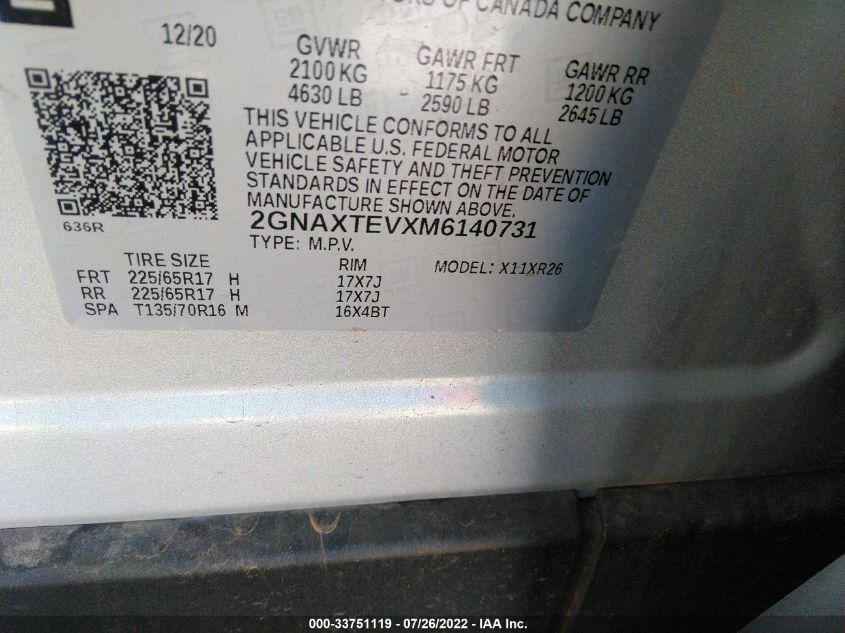 OF CANADA COMPANY
12/20
GVWR
2100 KG
4630 LB
GAWR FRT
1175 KG
2590 LB
GAWR RR
1200 KG
2645 LB
THIS VEHICLE CONFORMS TO ALL
APPLICABLE U.S. FEDERAL MOTOR
VEHICLE SAFETY AND THEFT PREVENTION
STANDARDS IN EFFECT ON THE DATE OF
MANUFACTURE SHOWN ABOVE.
636R
2GNAXTEVXM6140731
TYPE: M.P.V.
TIRE SIZE RIM MODEL: X11XR26
FRT 225/65R17 H 17X7J
RR 225/65R17 H 17X7J
SPA T135/70R16 M 16X4BT
000-33751119 - 07/26/2022 - IAA Inc.